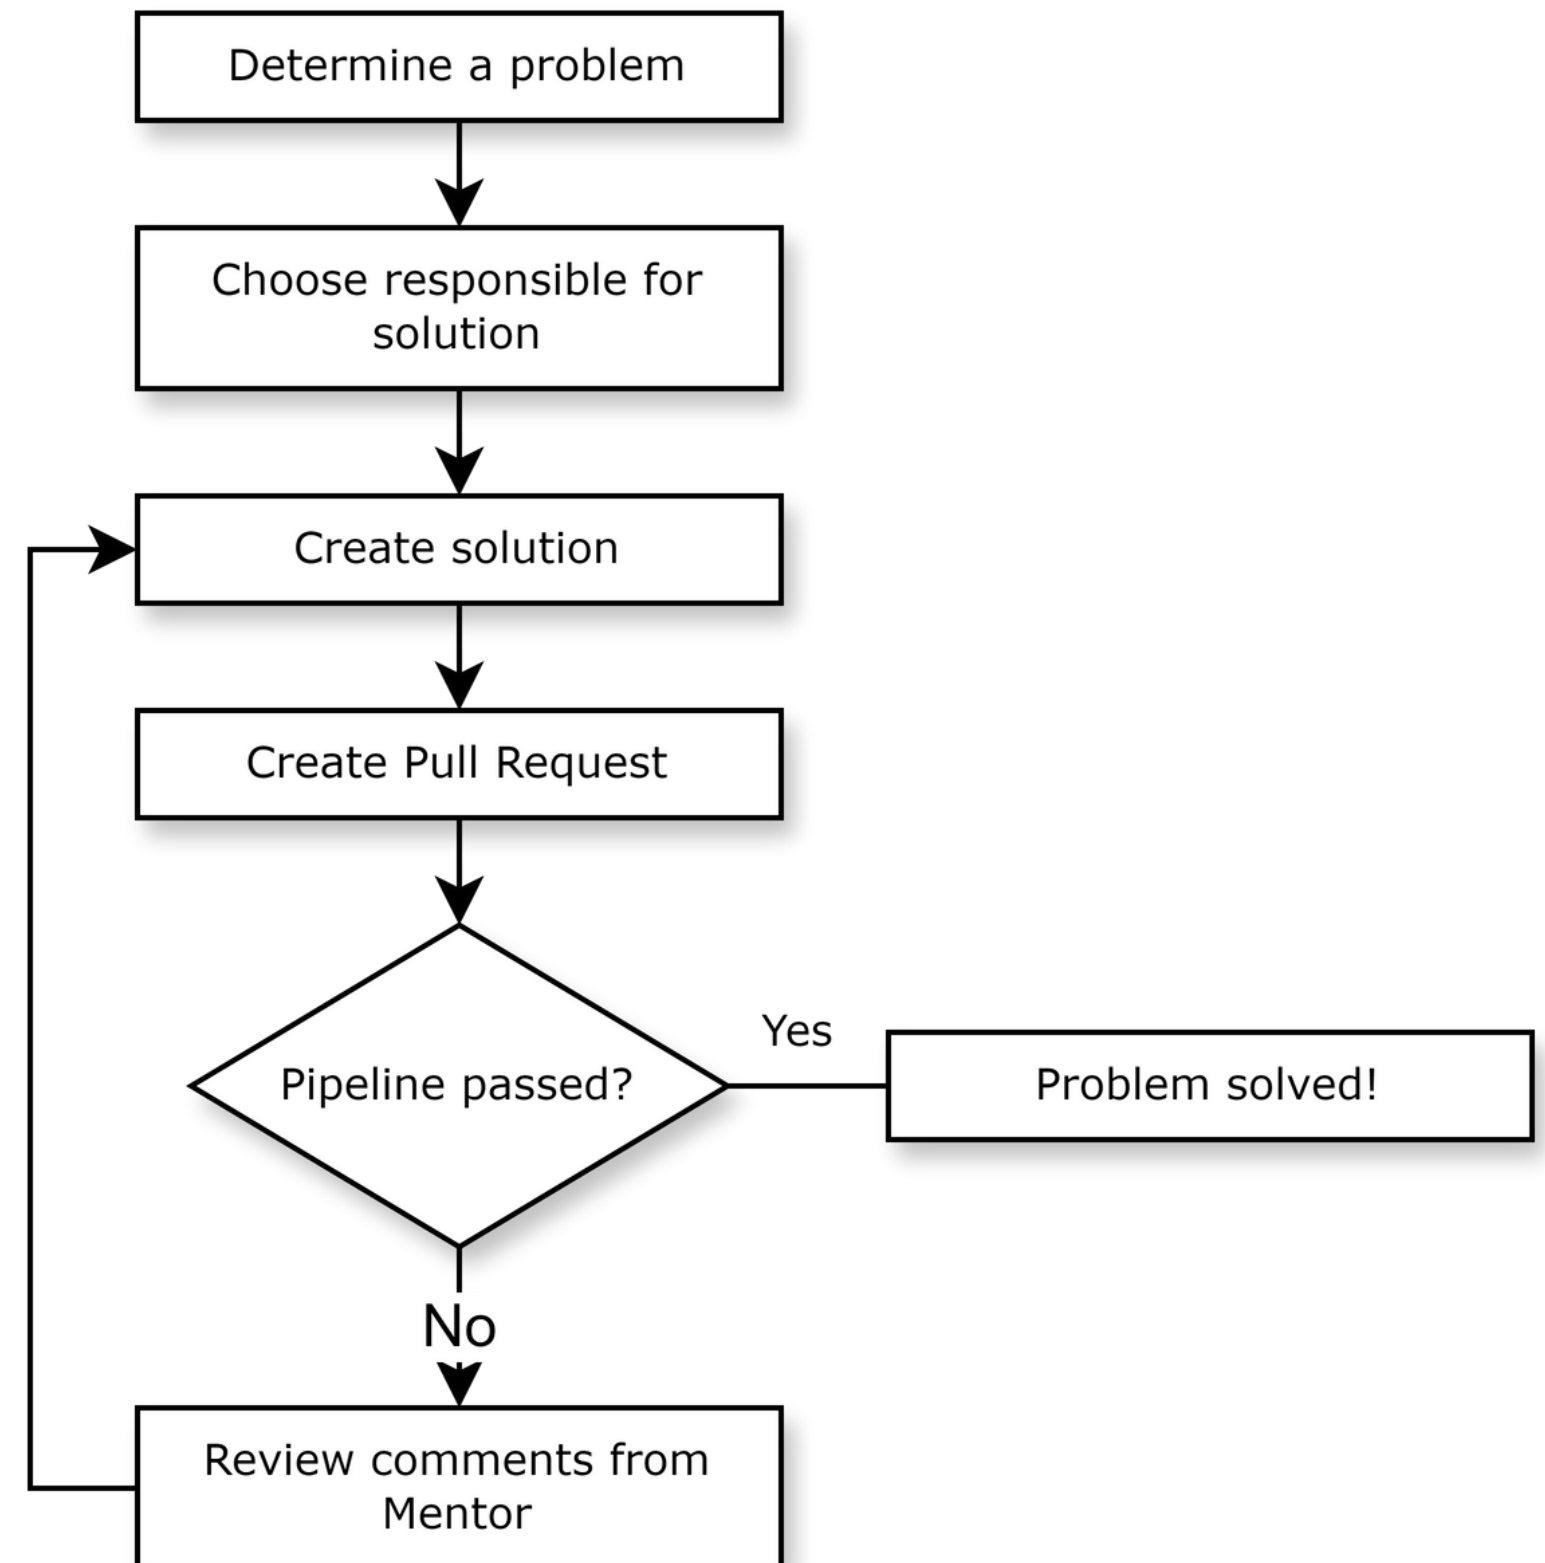 Determine a problem
Choose responsible for
solution
Create solution
Create Pull Request
Pipeline passed?
Yes
Problem solved!
No
Review comments from
Mentor